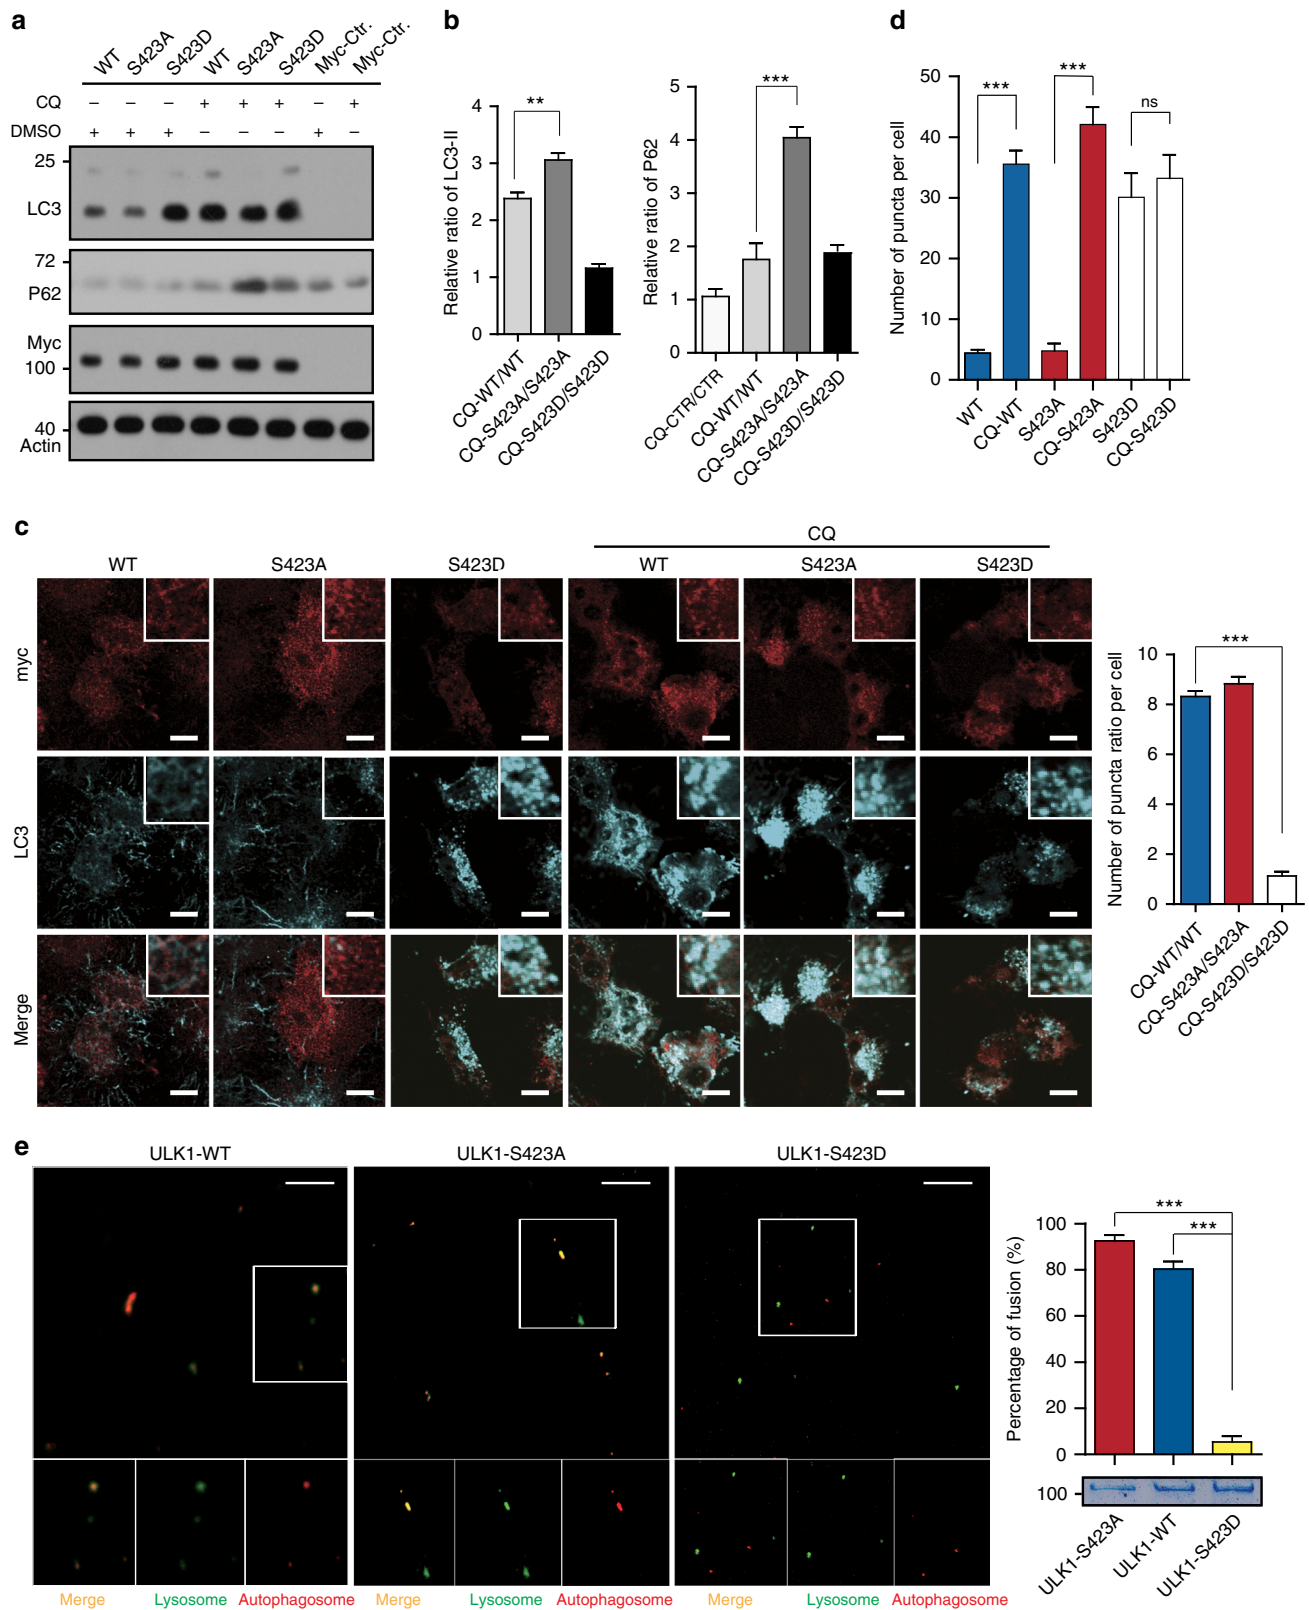 a
WT S423A S423D WT S423A S423D Myc-Ctr. Myc-Ctr.
CQ – – – + + + – +
DMSO + + + – – – + –
25
LC3
72
P62
Myc
100
40
Actin
b
Relative ratio of LC3-II
4
3
2
1
0
**
CQ-WT/WT
CQ-S423A/S423A
CQ-S423D/S423D
Relative ratio of P62
5
4
3
2
1
0
***
CQ-CTR/CTR
CQ-WT/WT
CQ-S423A/S423A
CQ-S423D/S423D
d
Number of puncta per cell
50
40
30
20
10
0
*** *** ns
WT
CQ-WT
S423A
CQ-S423A
S423D
CQ-S423D
c
CQ
WT S423A S423D WT S423A S423D
myc
LC3
Merge
Number of puncta ratio per cell
10
8
6
4
2
0
***
CQ-WT/WT
CQ-S423A/S423A
CQ-S423D/S423D
e
ULK1-WT ULK1-S423A ULK1-S423D
Merge Lysosome Autophagosome Merge Lysosome Autophagosome Merge Lysosome Autophagosome
Percentage of fusion (%)
100
80
60
40
20
0
***
***
100
ULK1-S423A
ULK1-WT
ULK1-S423D